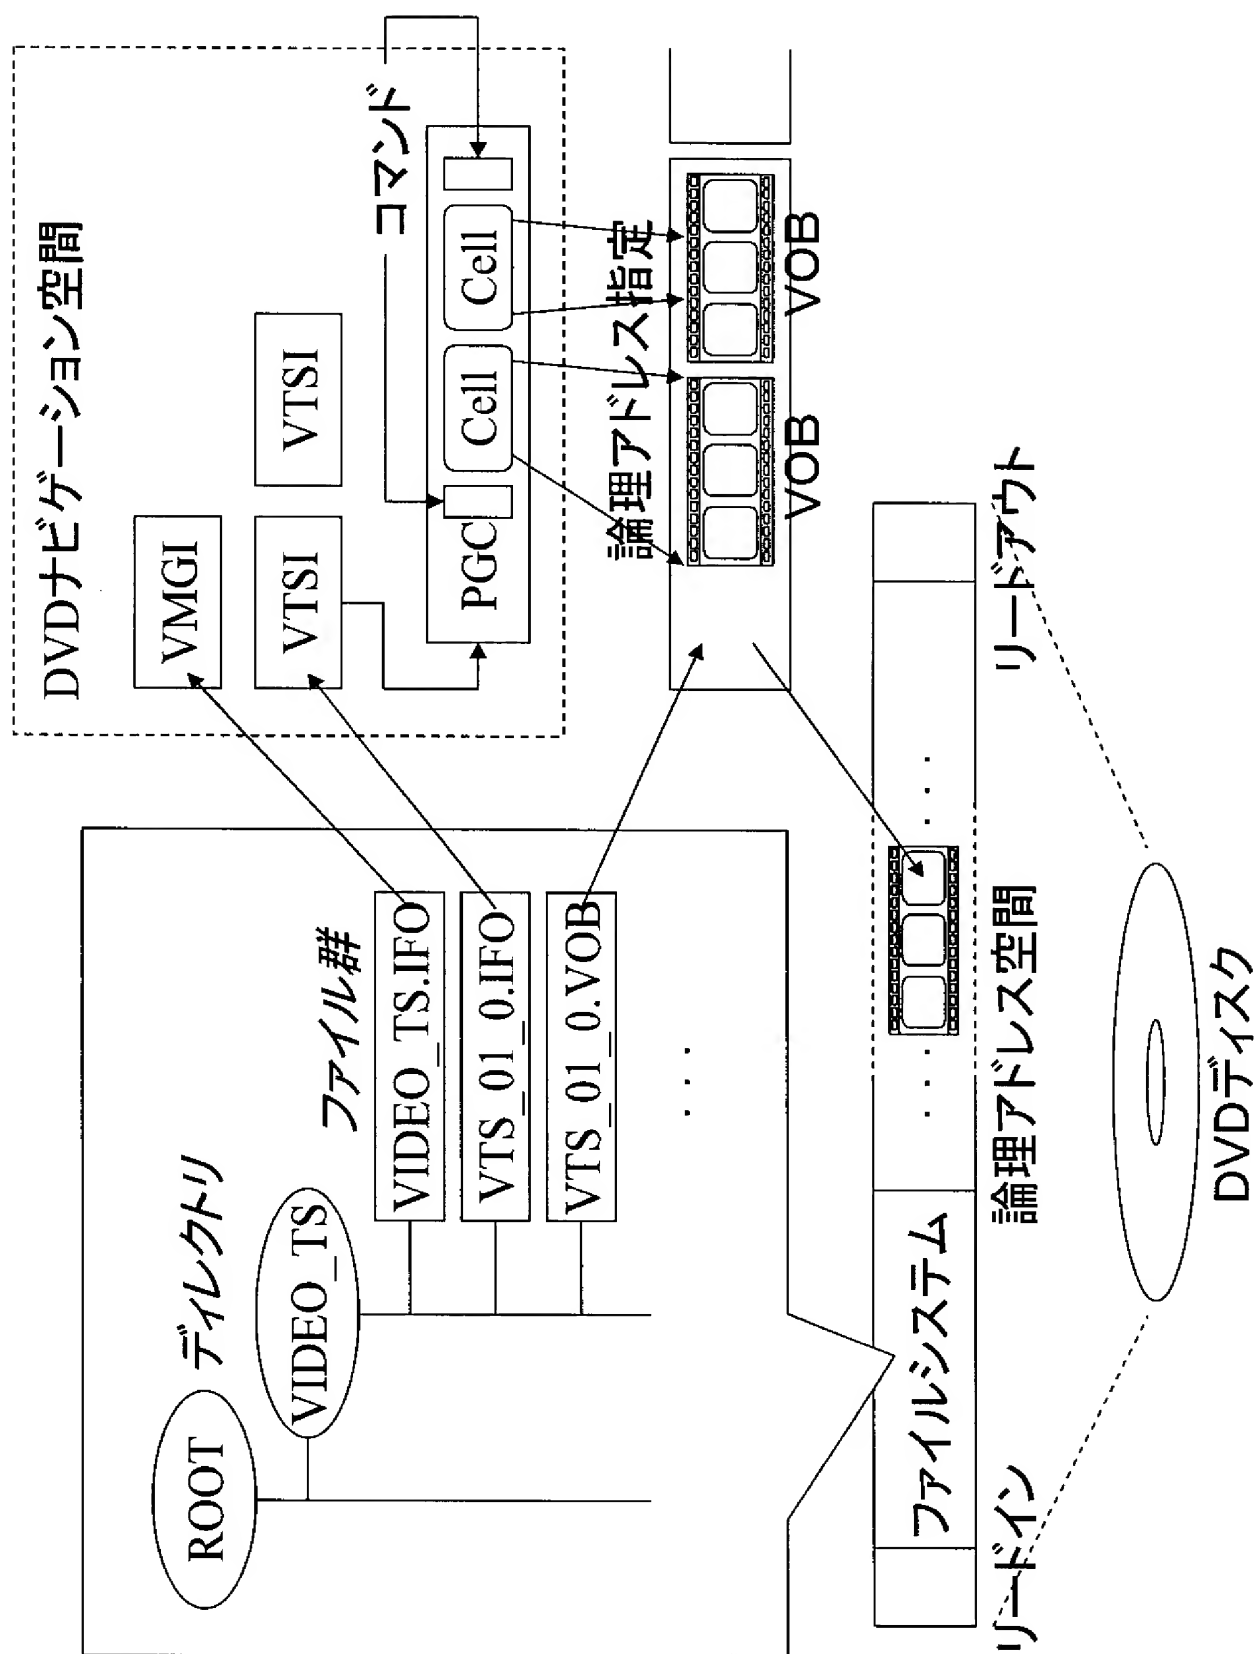 DVDナビゲーション空間
VMGI
VTSI
VTSI
コマンド
PGC
Cell
Cell
論理アドレス指定
VOB
VOB
ROOT
ディレクトリ
VIDEO_TS
ファイル群
VIDEO_TS.IFO
VTS_01_0.IFO
VTS_01_0.VOB
. . .
ファイルシステム
. . .
. . .
リードイン
論理アドレス空間
リードアウト
DVDディスク